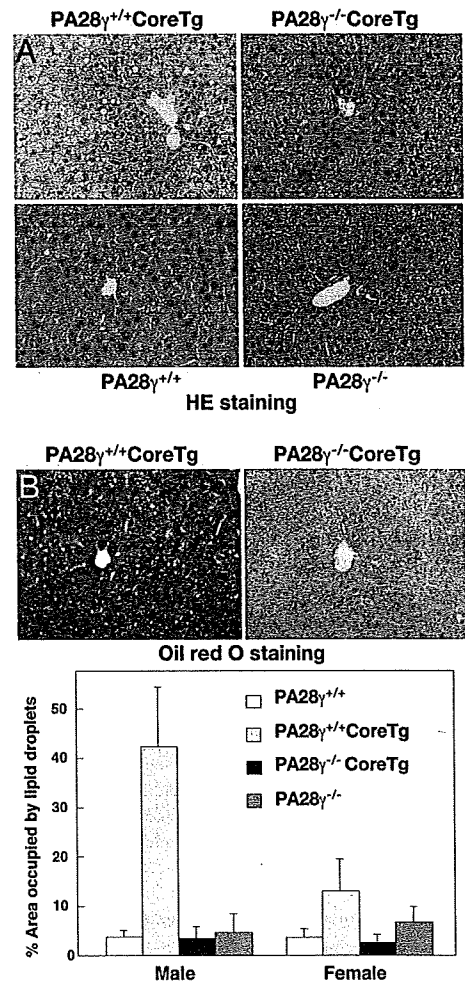 PA28γ+/+CoreTg PA28γ-/-CoreTg
A
PA28γ+/+ PA28γ-/-
HE staining
PA28γ+/+CoreTg PA28γ-/-CoreTg
B
Oil red O staining
% Area occupied by lipid droplets
50
40
30
20
10
0
PA28γ+/+
PA28γ+/+CoreTg
PA28γ-/- CoreTg
PA28γ-/-
Male Female